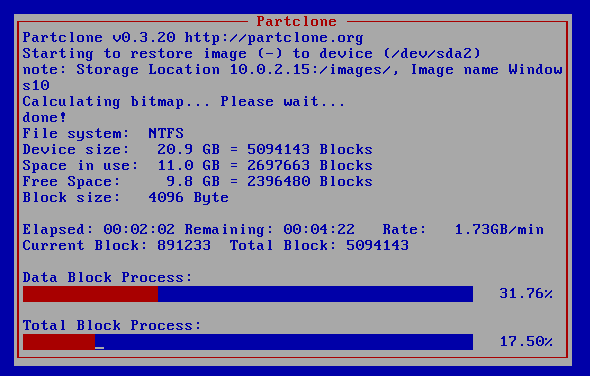 Partclone
Partclone v0.3.20 http://partclone.org
Starting to restore image (-) to device (/dev/sda2)
note: Storage Location 10.0.2.15:/images/, Image name Window
s10
Calculating bitmap... Please wait...
done!
File system:  NTFS
Device size:   20.9 GB = 5094143 Blocks
Space in use:  11.0 GB = 2697663 Blocks
Free Space:     9.8 GB = 2396480 Blocks
Block size:   4096 Byte
Elapsed: 00:02:02 Remaining: 00:04:22   Rate:   1.73GB/min
Current Block: 891233  Total Block: 5094143
Data Block Process:
31.76%
Total Block Process:
17.50%